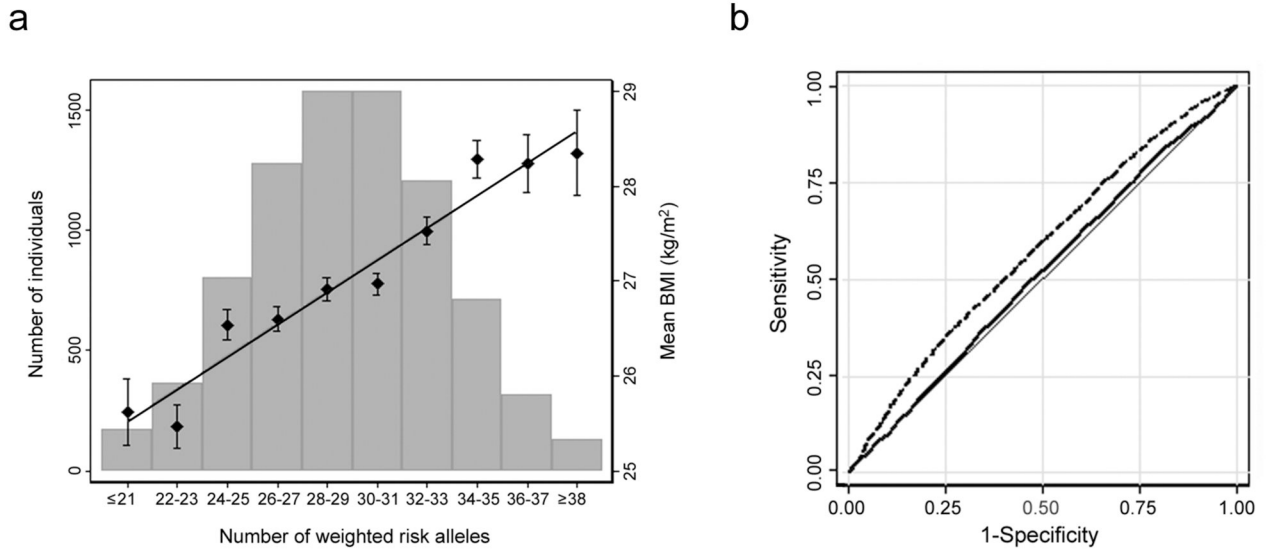 a
b
Number of individuals
1500
1000
500
0
29
28
27
26
25
Mean BMI (kg/m²)
≤21 22-23 24-25 26-27 28-29 30-31 32-33 34-35 36-37 ≥38
Number of weighted risk alleles
Sensitivity
1.00
0.75
0.50
0.25
0.00
0.00 0.25 0.50 0.75 1.00
1-Specificity